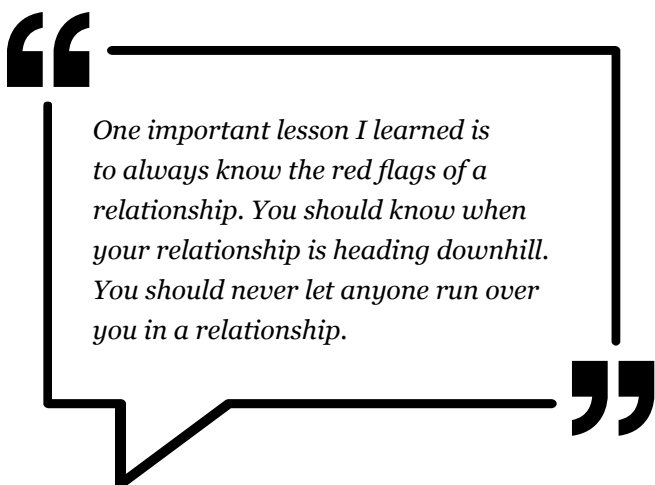 One important lesson I learned is
to always know the red flags of a
relationship. You should know when
your relationship is heading downhill.
You should never let anyone run over
you in a relationship.